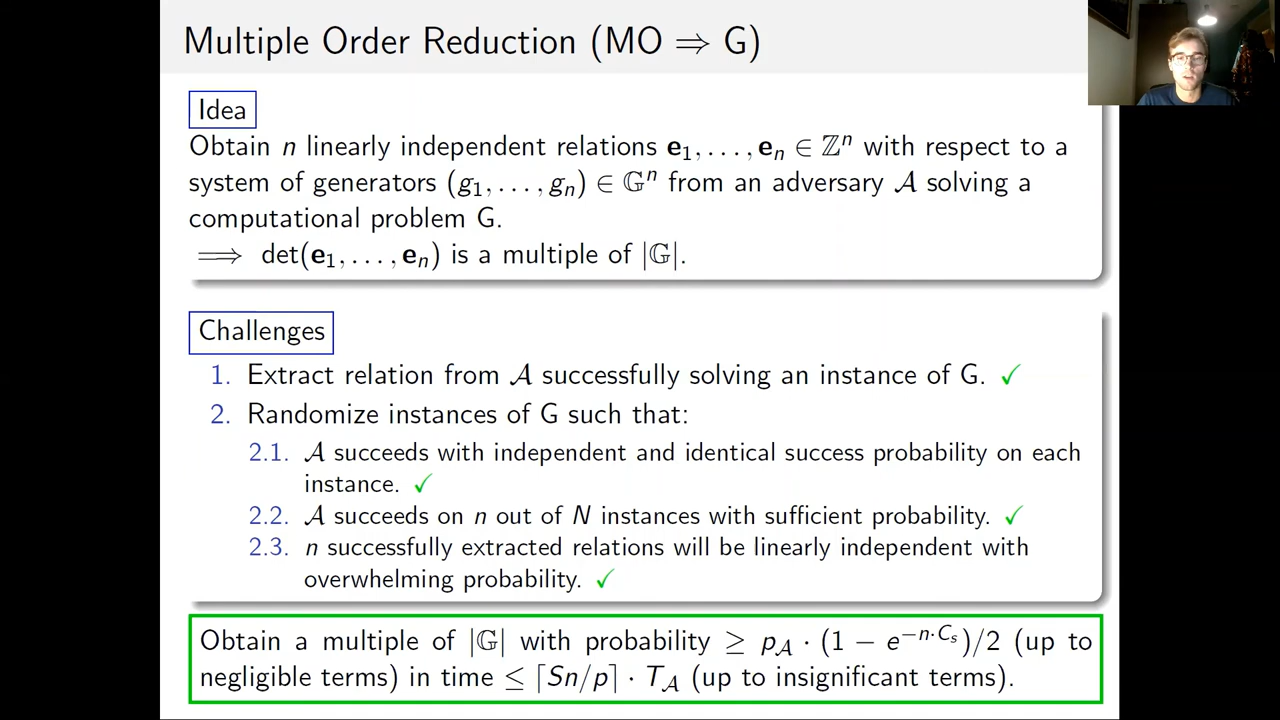 Multiple Order Reduction (MO ⇒ G)
Idea
Obtain n linearly independent relations e₁, . . . , eₙ ∈ ℤⁿ with respect to a
system of generators (g₁, . . . , gₙ) ∈ 𝔾ⁿ from an adversary 𝒜 solving a
computational problem G.
⟹ det(e₁, . . . , eₙ) is a multiple of |𝔾|.
Challenges
1. Extract relation from 𝒜 successfully solving an instance of G. ✓
2. Randomize instances of G such that:
2.1. 𝒜 succeeds with independent and identical success probability on each
instance. ✓
2.2. 𝒜 succeeds on n out of N instances with sufficient probability. ✓
2.3. n successfully extracted relations will be linearly independent with
overwhelming probability. ✓
Obtain a multiple of |𝔾| with probability ≥ p_𝒜 · (1 − e^{−n·C_s})/2 (up to
negligible terms) in time ≤ ⌈Sn/p⌉ · T_𝒜 (up to insignificant terms).